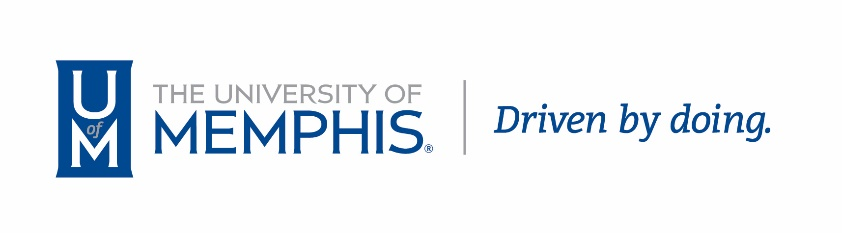 U
of
M
THE UNIVERSITY OF
MEMPHIS®
Driven by doing.